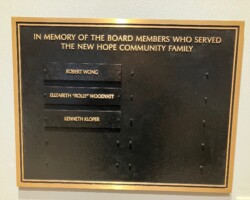 IN MEMORY OF THE BOARD MEMBERS WHO SERVED
THE NEW HOPE COMMUNITY FAMILY
ROBERT WONG
ELIZABETH "ROLLY" WOODYATT
KENNETH KLOPER